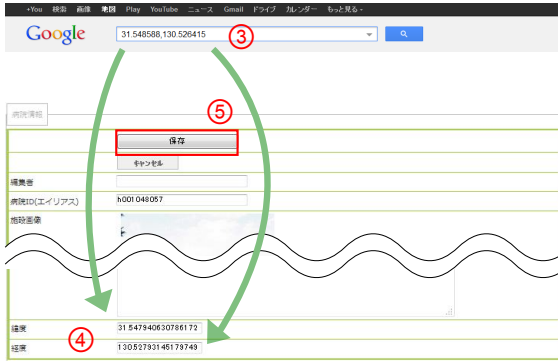 +You 検索 画像 地図 Play YouTube ニュース Gmail ドライブ カレンダー もっと見る -
Google 31.548588,130.526415 ③
病院情報
⑤
保存
キャンセル
編集者
病院ID(エイリアス) h001048057
施設画像
緯度 31.547940630786172
④
経度 130.52793145179749